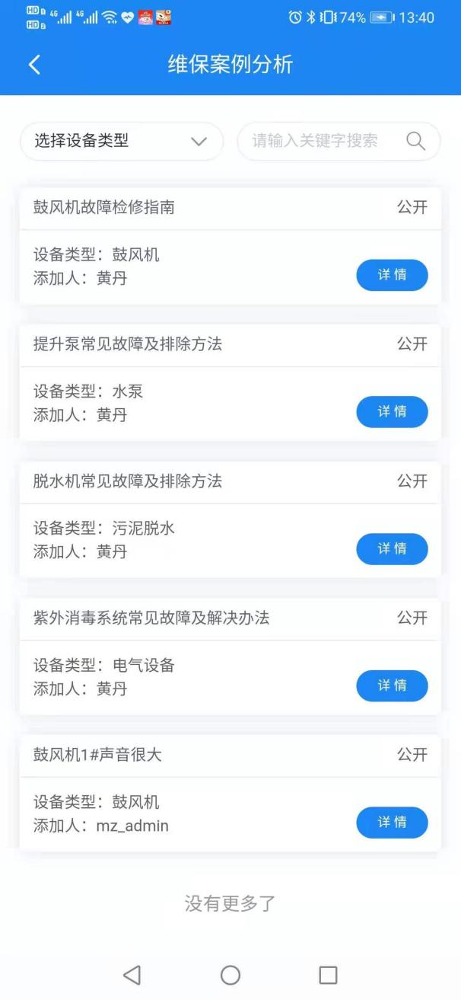 HD 1 4G 4G 74% 13:40
HD 2
维保案例分析
选择设备类型 请输入关键字搜索
鼓风机故障检修指南 公开
设备类型：鼓风机
添加人：黄丹
详情
提升泵常见故障及排除方法 公开
设备类型：水泵
添加人：黄丹
详情
脱水机常见故障及排除方法 公开
设备类型：污泥脱水
添加人：黄丹
详情
紫外消毒系统常见故障及解决办法 公开
设备类型：电气设备
添加人：黄丹
详情
鼓风机1#声音很大 公开
设备类型：鼓风机
添加人：mz_admin
详情
没有更多了